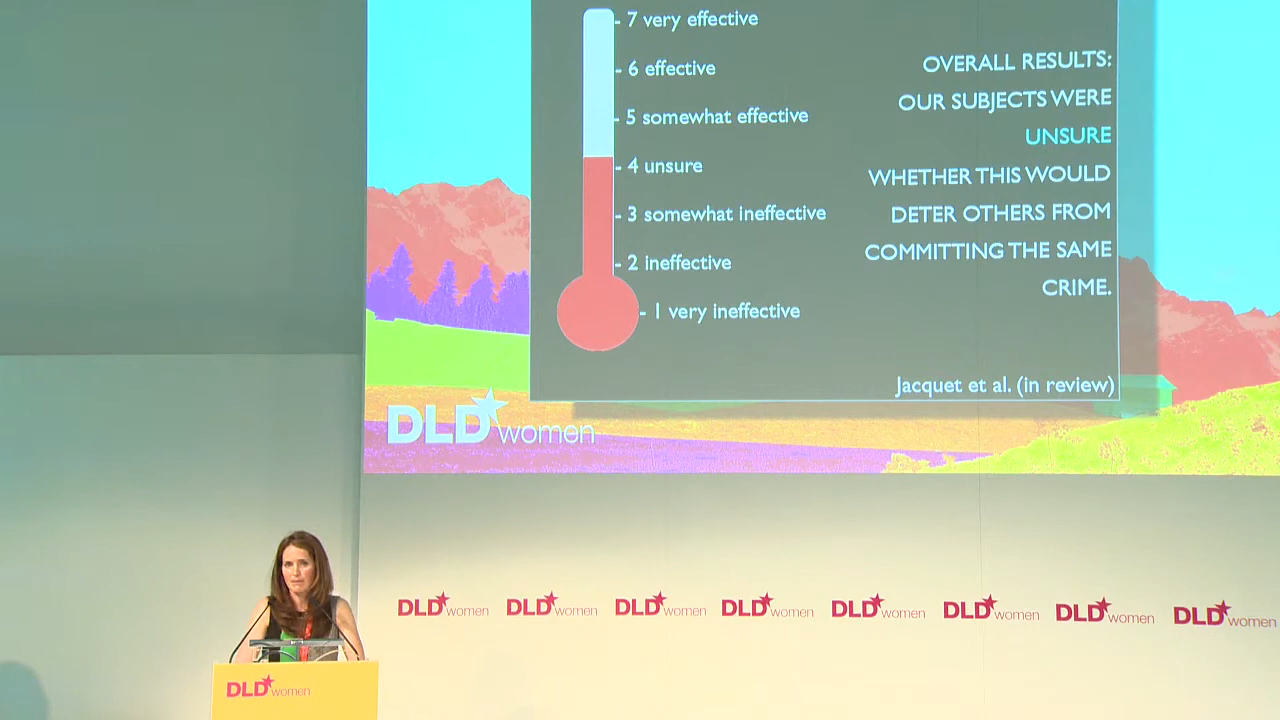 7 very effective
6 effective
5 somewhat effective
4 unsure
3 somewhat ineffective
2 ineffective
1 very ineffective
OVERALL RESULTS:
OUR SUBJECTS WERE
UNSURE
WHETHER THIS WOULD
DETER OTHERS FROM
COMMITTING THE SAME
CRIME.
Jacquet et al. (in review)
DLD women
DLD women
DLD women
DLD women
DLD women
DLD women
DLD women
DLD women
DLD women
DLD women